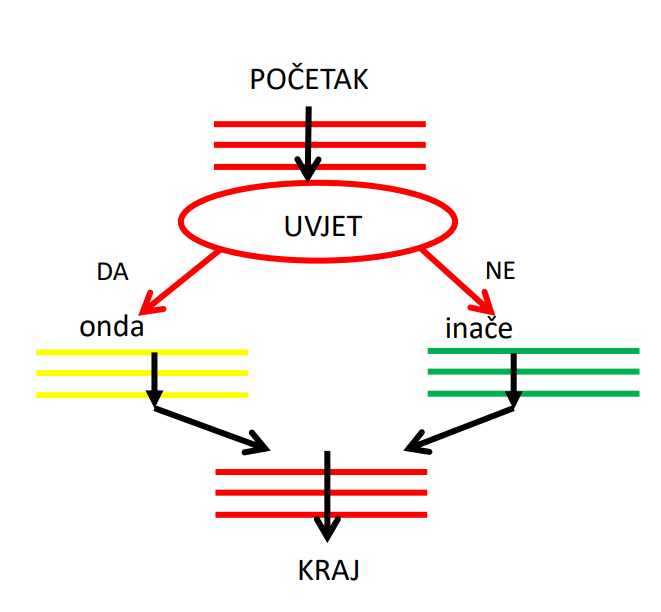 POČETAK
UVJET
DA
NE
onda
inače
KRAJ